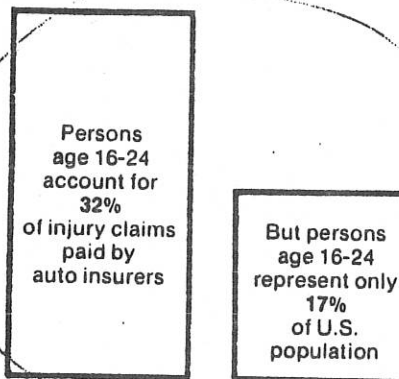 Persons
age 16-24
account for
32%
of injury claims
paid by
auto insurers
But persons
age 16-24
represent only
17%
of U.S.
population